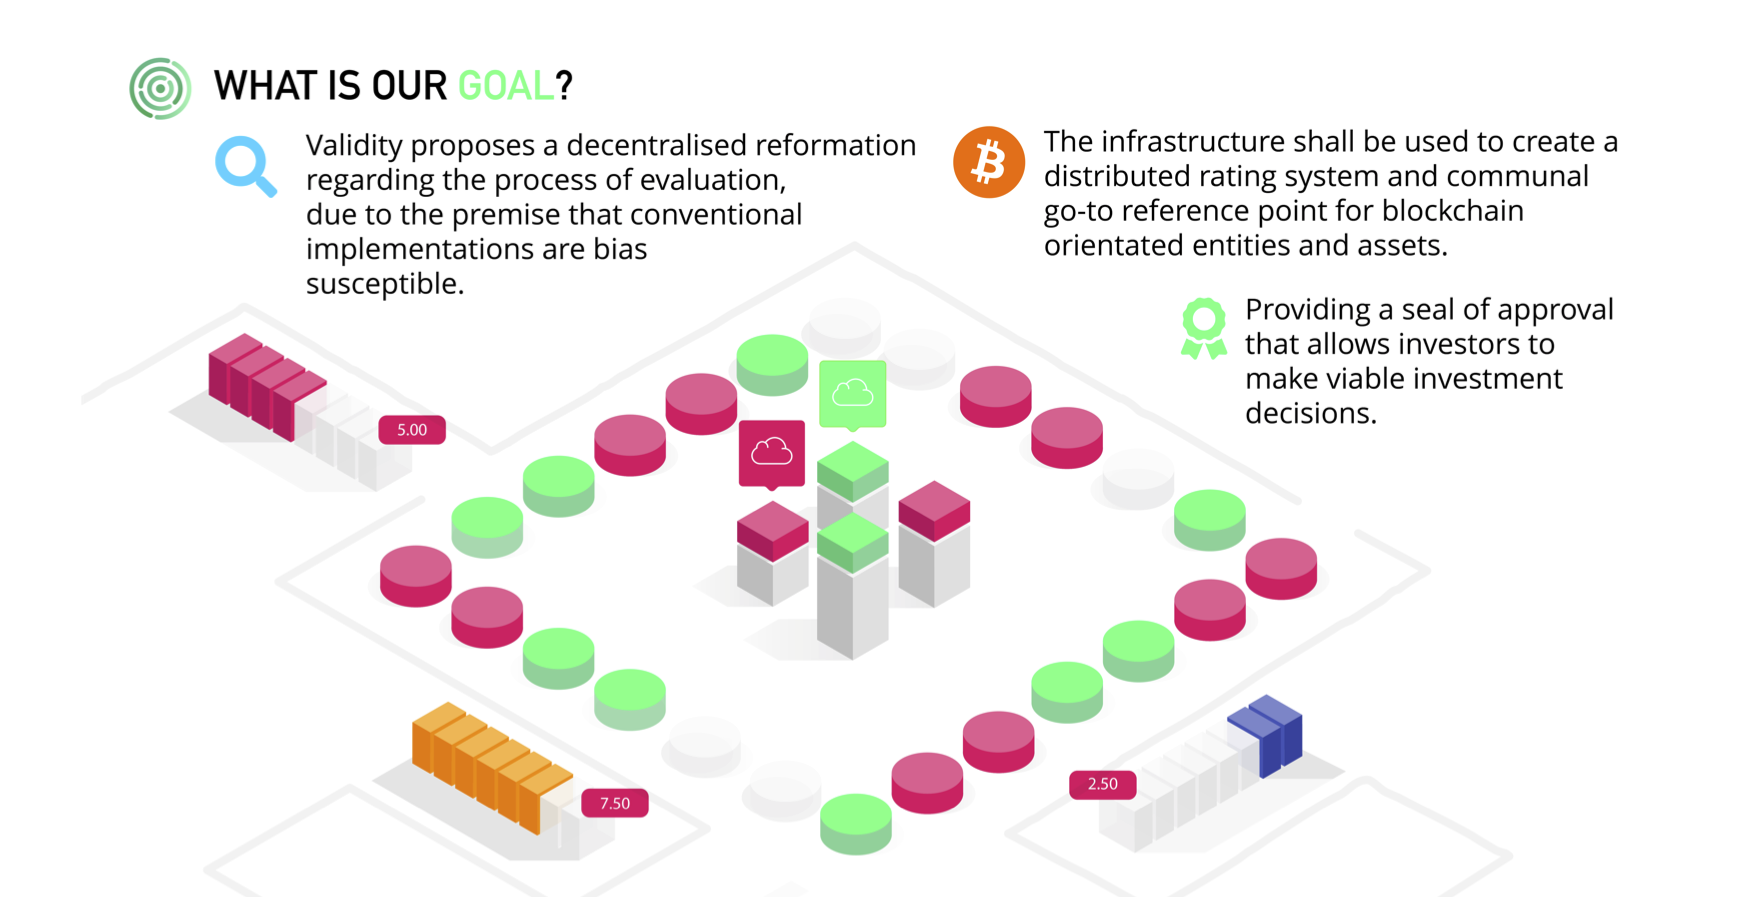 WHAT IS OUR GOAL?
Validity proposes a decentralised reformation
regarding the process of evaluation,
due to the premise that conventional
implementations are bias
susceptible.
The infrastructure shall be used to create a
distributed rating system and communal
go-to reference point for blockchain
orientated entities and assets.
Providing a seal of approval
that allows investors to
make viable investment
decisions.
5.00
7.50
2.50